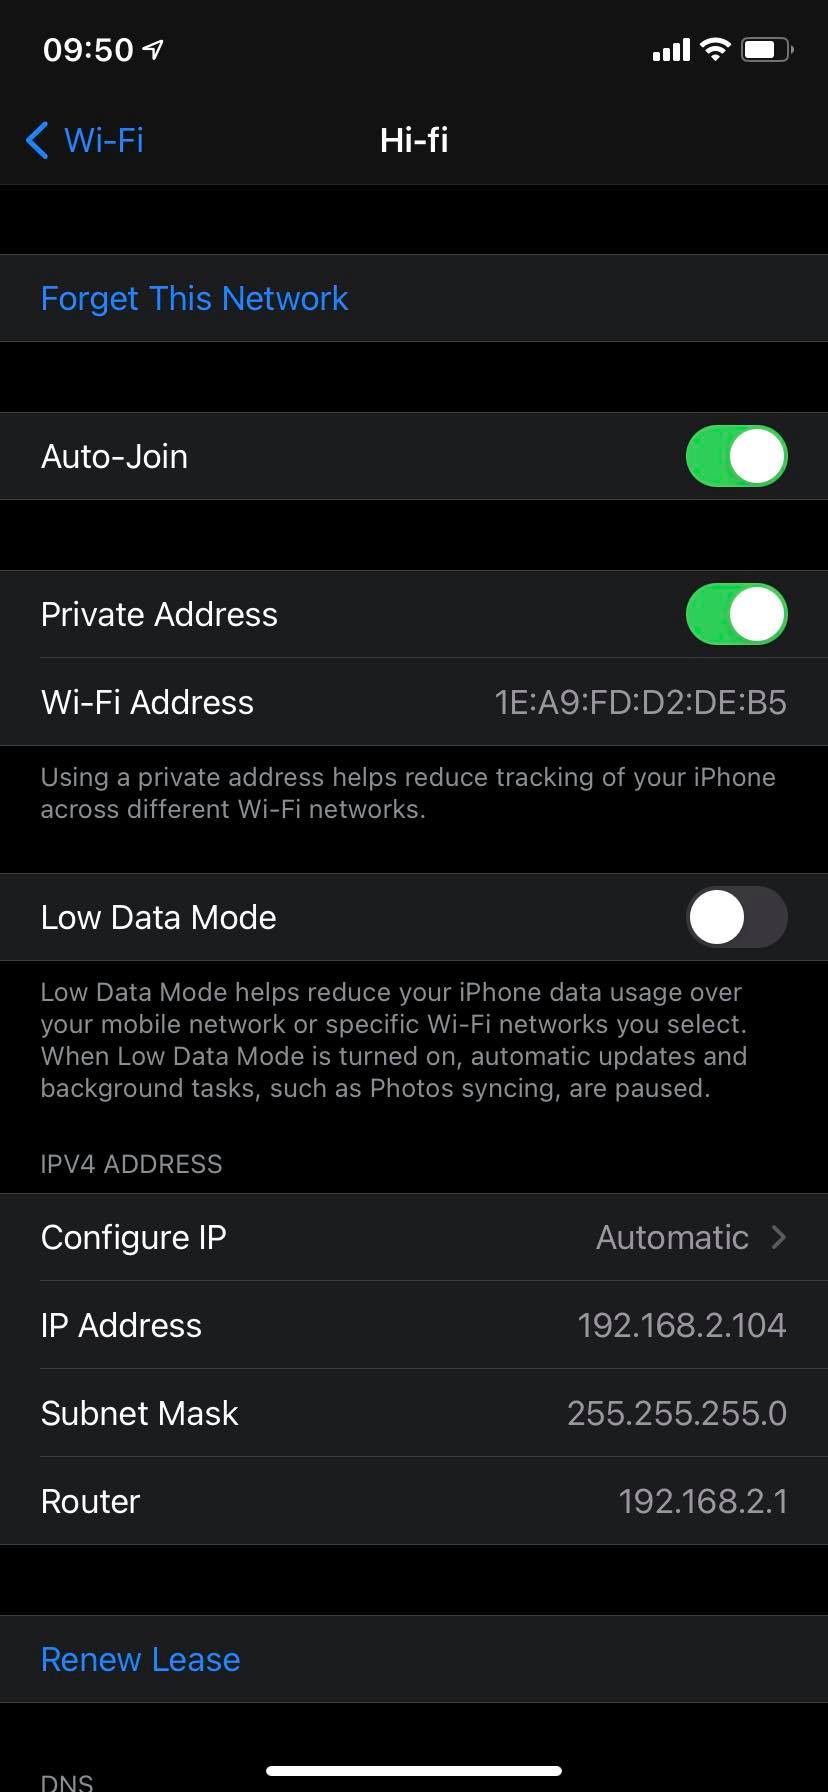 09:50
Wi-Fi
Hi-fi
Forget This Network
Auto-Join
Private Address
Wi-Fi Address 1E:A9:FD:D2:DE:B5
Using a private address helps reduce tracking of your iPhone
across different Wi-Fi networks.
Low Data Mode
Low Data Mode helps reduce your iPhone data usage over
your mobile network or specific Wi-Fi networks you select.
When Low Data Mode is turned on, automatic updates and
background tasks, such as Photos syncing, are paused.
IPV4 ADDRESS
Configure IP Automatic
IP Address 192.168.2.104
Subnet Mask 255.255.255.0
Router 192.168.2.1
Renew Lease
DNS